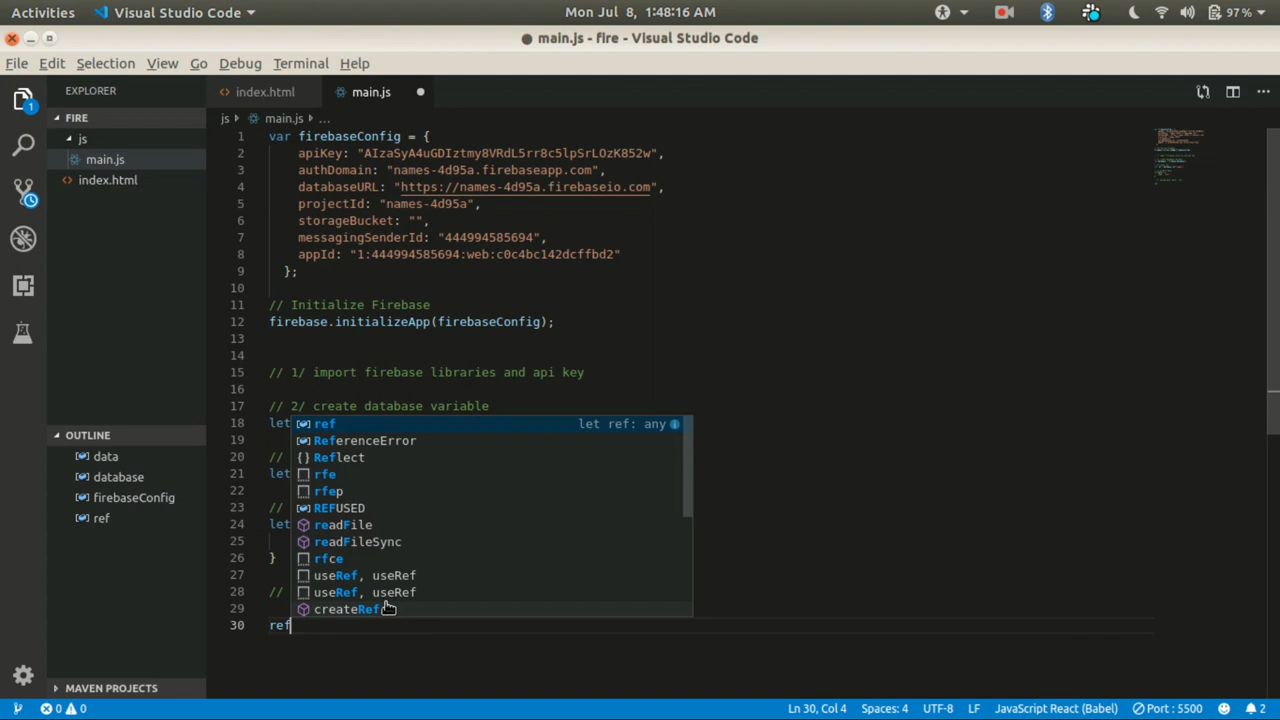 Activities Visual Studio Code Mon Jul 8, 1:48:16 AM 97%
main.js - fire - Visual Studio Code
File Edit Selection View Go Debug Terminal Help
EXPLORER index.html main.js
FIRE js main.js ...
js
main.js
index.html
1 var firebaseConfig = {
2 apiKey: "AIzaSyA4uGDIztmy8VRdL5rr8c5lpSrLOzK852w",
3 authDomain: "names-4d95a.firebaseapp.com",
4 databaseURL: "https://names-4d95a.firebaseio.com",
5 projectId: "names-4d95a",
6 storageBucket: "",
7 messagingSenderId: "444994585694",
8 appId: "1:444994585694:web:c0c4bc142dcffbd2"
9 };
10
11 // Initialize Firebase
12 firebase.initializeApp(firebaseConfig);
13
14
15 // 1/ import firebase libraries and api key
16
17 // 2/ create database variable
18 let
19
20 //
21 let
22
23 //
24 let
25
26 }
27
28 //
29
30 ref
ref let ref: any
ReferenceError
Reflect
rfe
rfep
REFUSED
readFile
readFileSync
rfce
useRef, useRef
useRef, useRef
createRef
OUTLINE
data
database
firebaseConfig
ref
MAVEN PROJECTS
0 0 Ln 30, Col 4 Spaces: 4 UTF-8 LF JavaScript React (Babel) Port : 5500 2